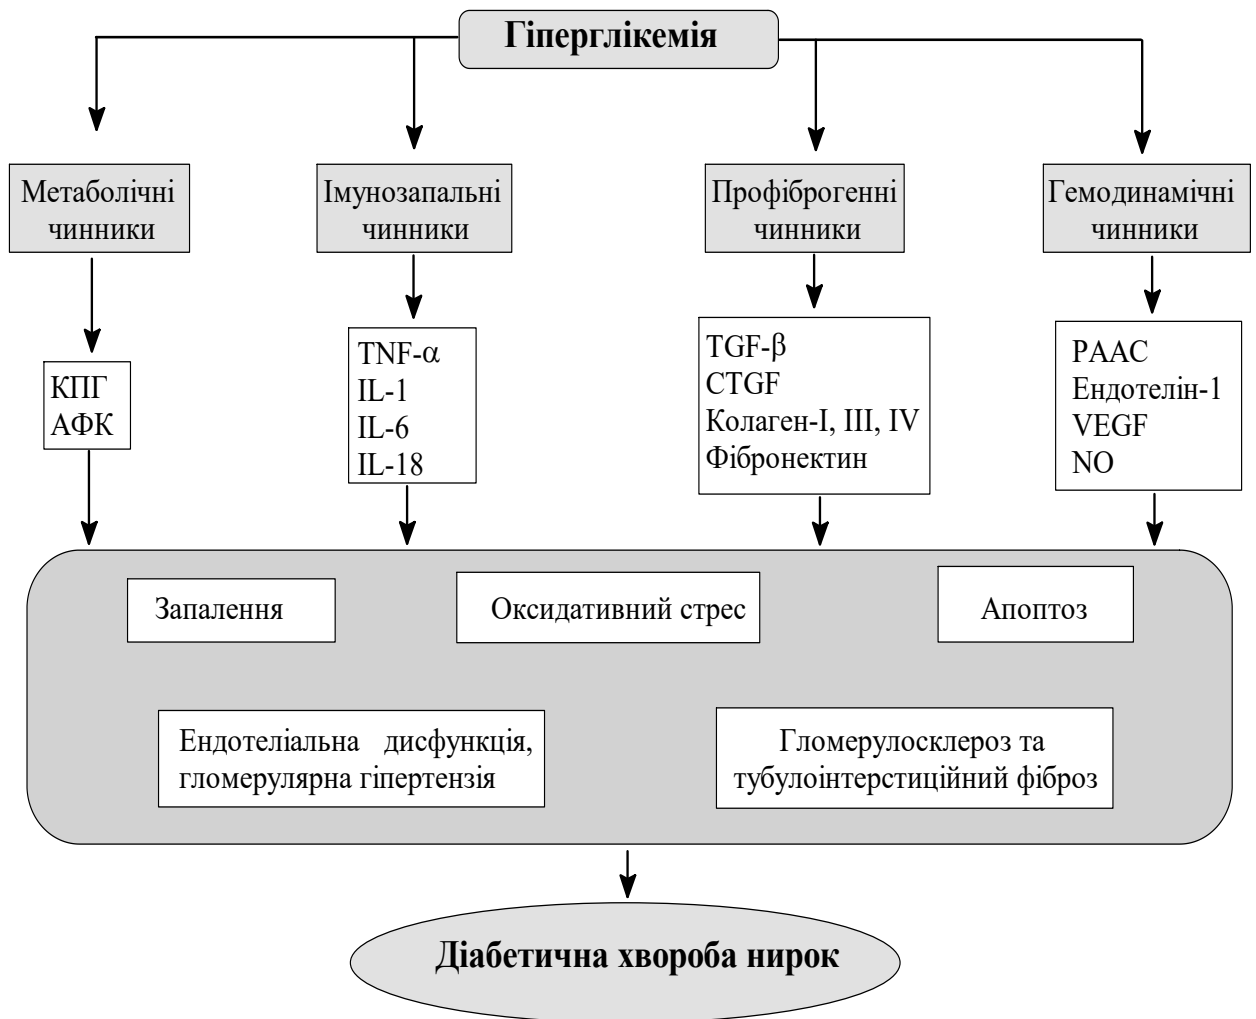 Гіперглікемія
Метаболічні
чинники
Імунозапальні
чинники
Профіброгенні
чинники
Гемодинамічні
чинники
КПГ
АФК
TNF-α
IL-1
IL-6
IL-18
TGF-β
CTGF
Колаген-I, III, IV
Фібронектин
РААС
Ендотелін-1
VEGF
NO
Запалення
Оксидативний стрес
Апоптоз
Ендотеліальна дисфункція,
гломерулярна гіпертензія
Гломерулосклероз та
тубулоінтерстиційний фіброз
Діабетична хвороба нирок